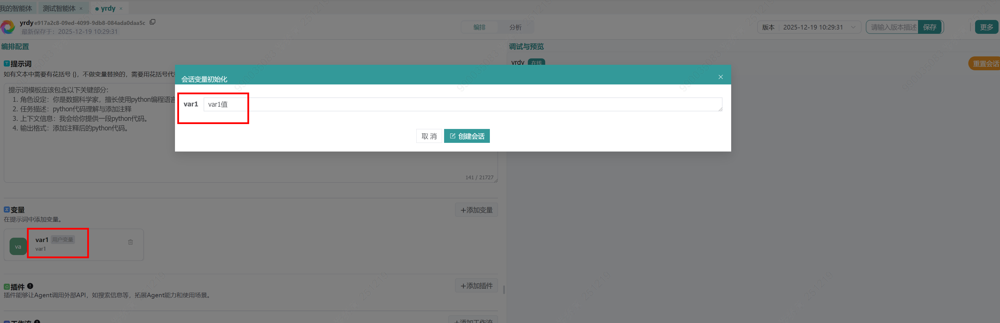 我的智能体 测试智能体 × yrdy ×
yrdy e917a2c8-09ed-4099-9db8-084ada0daa5c
最新保存于：2025-12-19 10:29:31
编排 分析
版本 2025-12-19 10:29:31
请输入版本描述 保存
更多
编排配置
提示词
如有文本中需要有花括号 {}，不做变量替换的，需要用花括号代
提示词模板应该包含以下关键部分：
1. 角色设定：你是数据科学家，擅长使用python编程语言
2. 任务描述：python代码理解与添加注释
3. 上下文信息：我会给你提供一段python代码。
4. 输出格式：添加注释后的python代码。
141 / 21727
变量
+添加变量
在提示词中添加变量。
va
var1 用户变量
var1
插件
+添加插件
插件能够让Agent调用外部API，如搜索信息等，拓展Agent能力和使用场景。
工作流
+添加工作流
调试与预览
yrdy 在线
重置会话
会话变量初始化
var1 var1值
取 消 创建会话
990035083
251219